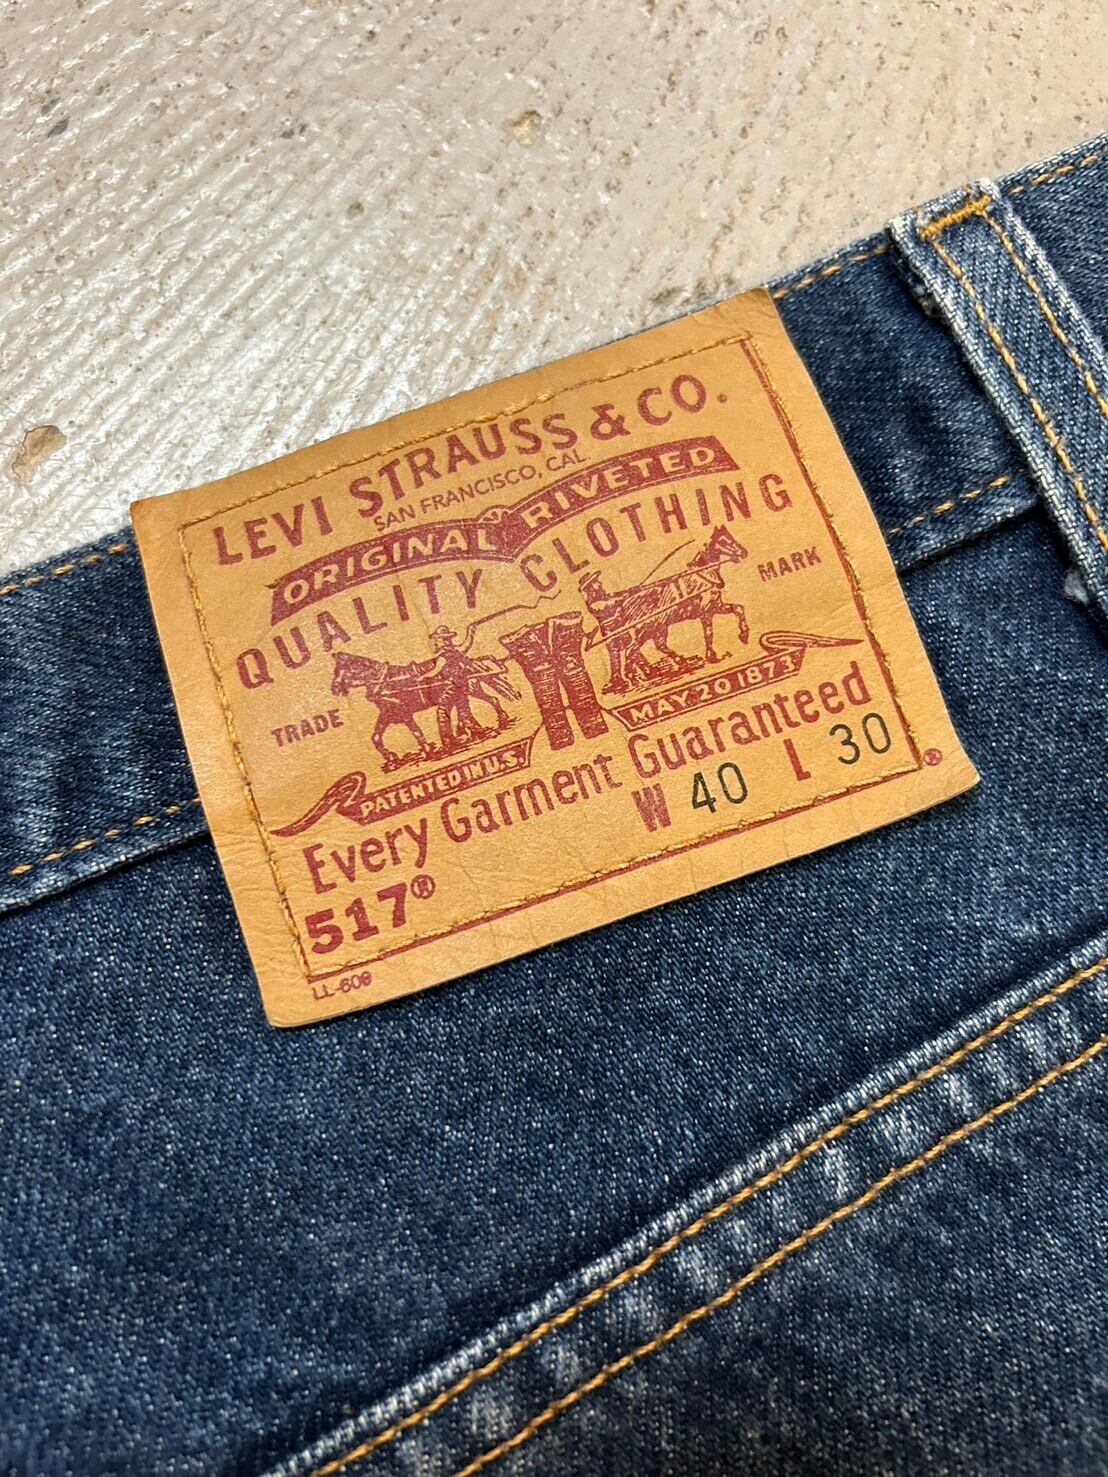 LEVI STRAUSS & CO.
SAN FRANCISCO, CAL.
ORIGINAL RIVETED
QUALITY CLOTHING
TRADE MARK
PATENTED IN U.S. MAY 20 1873
Every Garment Guaranteed
W 40 L 30
517®
®
LL-608